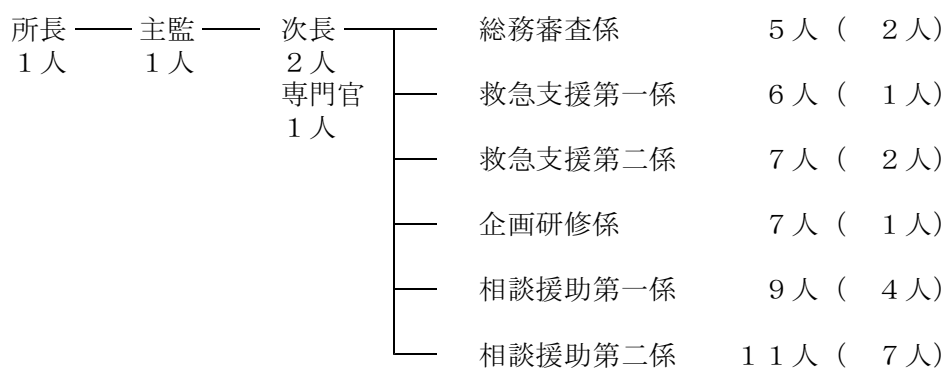 所長 主監 次長 総務審査係 5人( 2人)
1人 1人 2人
専門官 救急支援第一係 6人( 1人)
1人
救急支援第二係 7人( 2人)
企画研修係 7人( 1人)
相談援助第一係 9人( 4人)
相談援助第二係 11人( 7人)